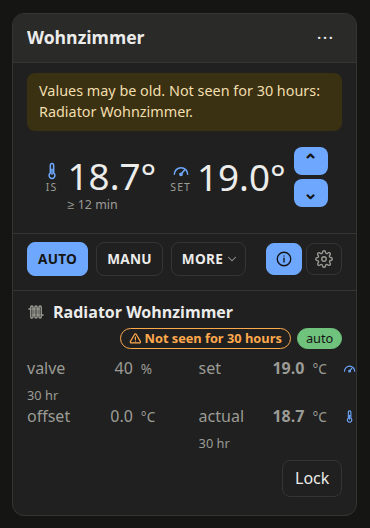 Wohnzimmer ...
Values may be old. Not seen for 30 hours:
Radiator Wohnzimmer.
IS 18.7° SET 19.0°
≥ 12 min
AUTO MANU MORE
Radiator Wohnzimmer
Not seen for 30 hours auto
valve 40 % set 19.0 °C
30 hr
offset 0.0 °C actual 18.7 °C
30 hr
Lock